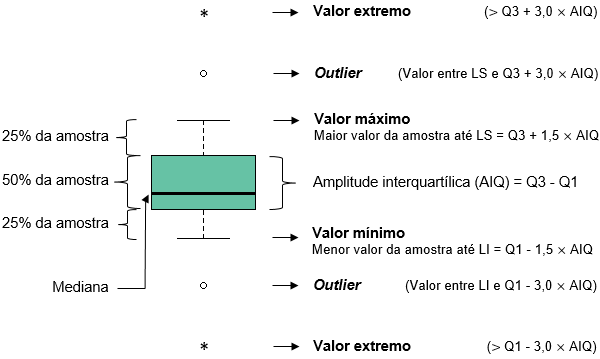 * → Valor extremo (> Q3 + 3,0 × AIQ)
→ Outlier (Valor entre LS e Q3 + 3,0 × AIQ)
→ Valor máximo
Maior valor da amostra até LS = Q3 + 1,5 × AIQ
25% da amostra
50% da amostra
Amplitude interquartílica (AIQ) = Q3 - Q1
25% da amostra
→ Valor mínimo
Menor valor da amostra até LI = Q1 - 1,5 × AIQ
Mediana
→ Outlier (Valor entre LI e Q1 - 3,0 × AIQ)
* → Valor extremo (> Q1 - 3,0 × AIQ)